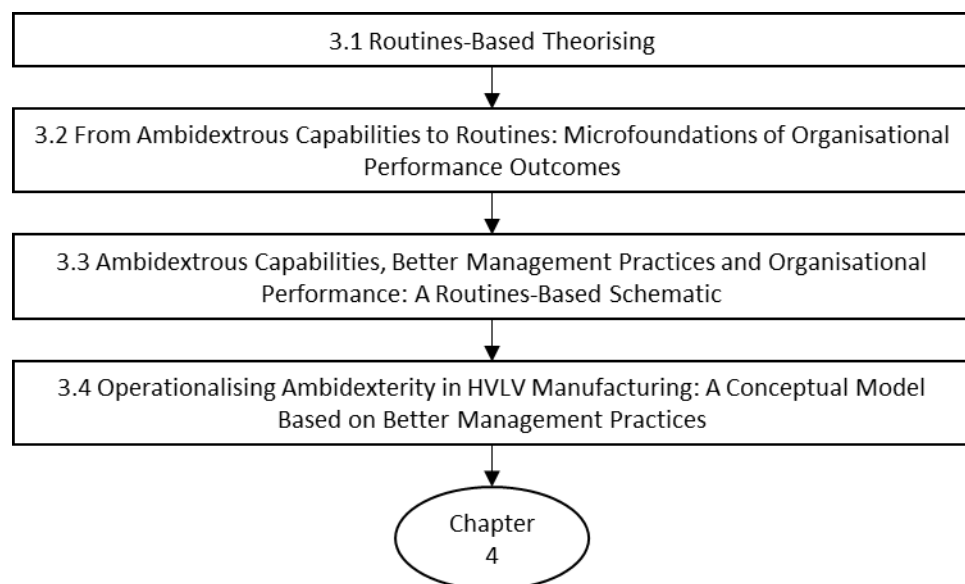 3.1 Routines-Based Theorising
3.2 From Ambidextrous Capabilities to Routines: Microfoundations of Organisational
Performance Outcomes
3.3 Ambidextrous Capabilities, Better Management Practices and Organisational
Performance: A Routines-Based Schematic
3.4 Operationalising Ambidexterity in HVLV Manufacturing: A Conceptual Model
Based on Better Management Practices
Chapter
4